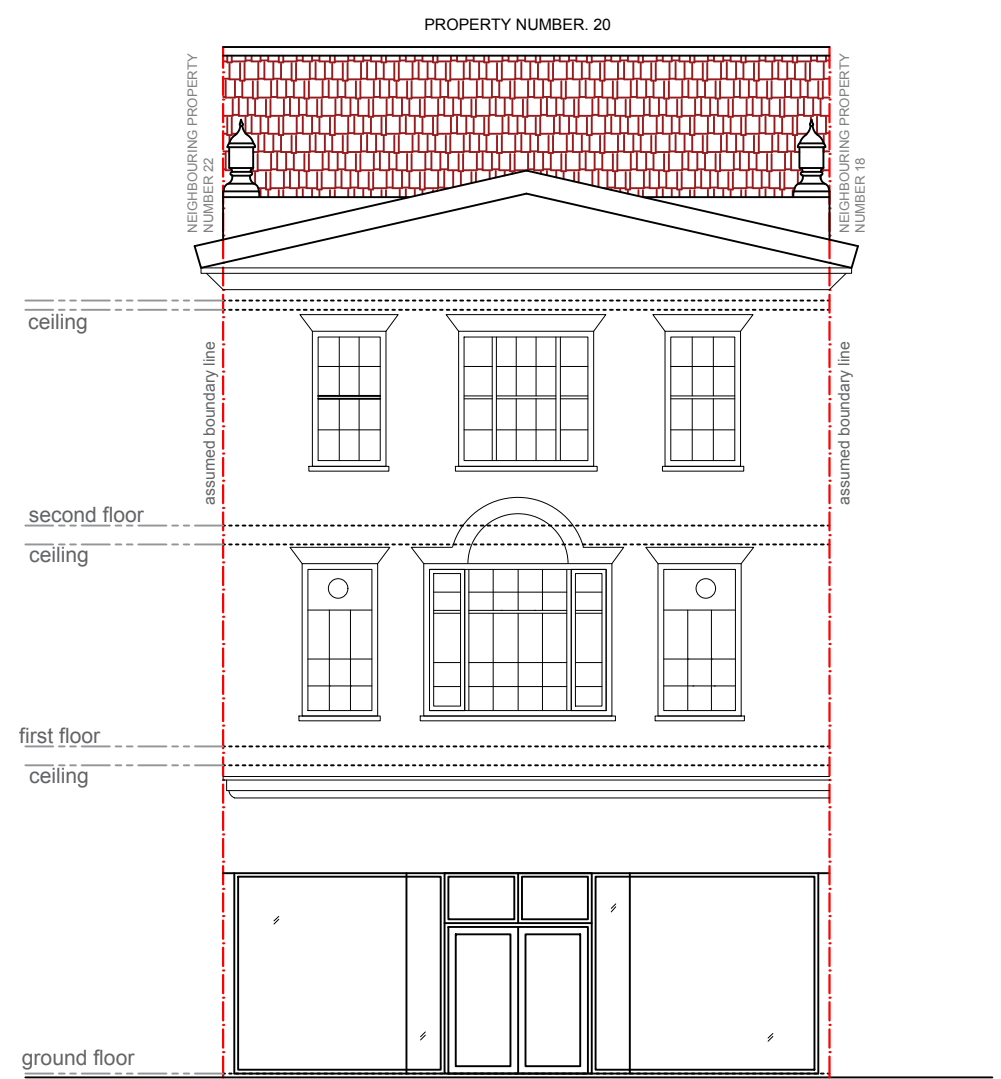 PROPERTY NUMBER. 20
NEIGHBOURING PROPERTY
NUMBER 22
NEIGHBOURING PROPERTY
NUMBER 18
ceiling
assumed boundary line
assumed boundary line
second floor
ceiling
first floor
ceiling
ground floor